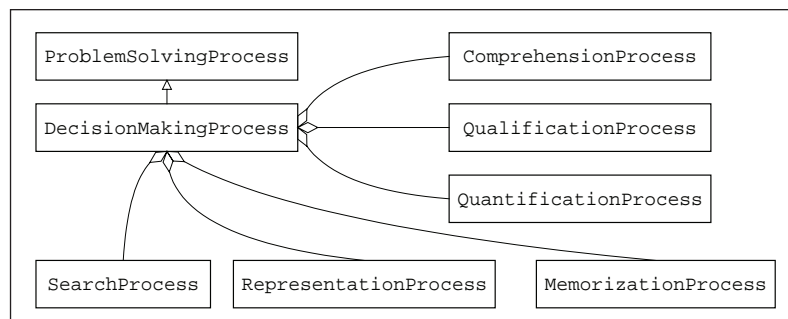 ProblemSolvingProcess
ComprehensionProcess
DecisionMakingProcess
QualificationProcess
QuantificationProcess
SearchProcess
RepresentationProcess
MemorizationProcess